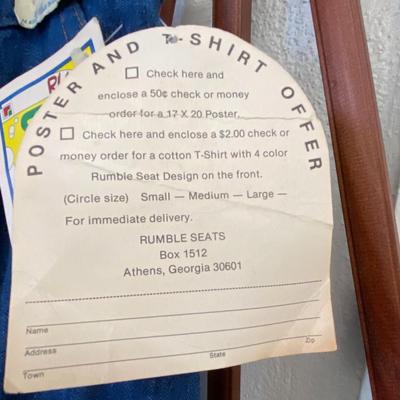 POSTER AND T-SHIRT OFFER
☐ Check here and
enclose a 50¢ check or money
order for a 17 X 20 Poster.
☐ Check here and enclose a $2.00 check or
money order for a cotton T-Shirt with 4 color
Rumble Seat Design on the front.
(Circle size) Small — Medium — Large —
For immediate delivery.
RUMBLE SEATS
Box 1512
Athens, Georgia 30601
Name
Address
Town State Zip